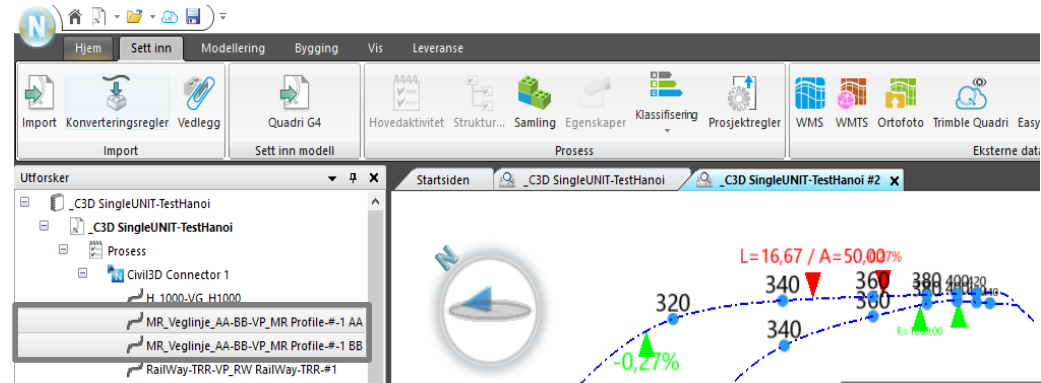 N
Hjem Sett inn Modellering Bygging Vis Leveranse
Import Konverteringsregler Vedlegg Quadri G4 Hovedaktivitet Struktur... Samling Egenskaper Klassifisering Prosjektregler WMS WMTS Ortofoto Trimble Quadri Easy
Import Sett inn modell Prosess Eksterne data
Utforsker Startsiden _C3D SingleUNIT-TestHanoi _C3D SingleUNIT-TestHanoi #2
_C3D SingleUNIT-TestHanoi
_C3D SingleUNIT-TestHanoi
Prosess
Civil3D Connector 1
H_1000-VG_H1000
MR_Veglinje_AA-BB-VP_MR Profile-#-1 AA
MR_Veglinje_AA-BB-VP_MR Profile-#-1 BB
RailWay-TRR-VP_RW RailWay-TRR-#1
N
L=16,67 / A=50,00
320 340 360 380 400 420
340 360 380
-0,27%